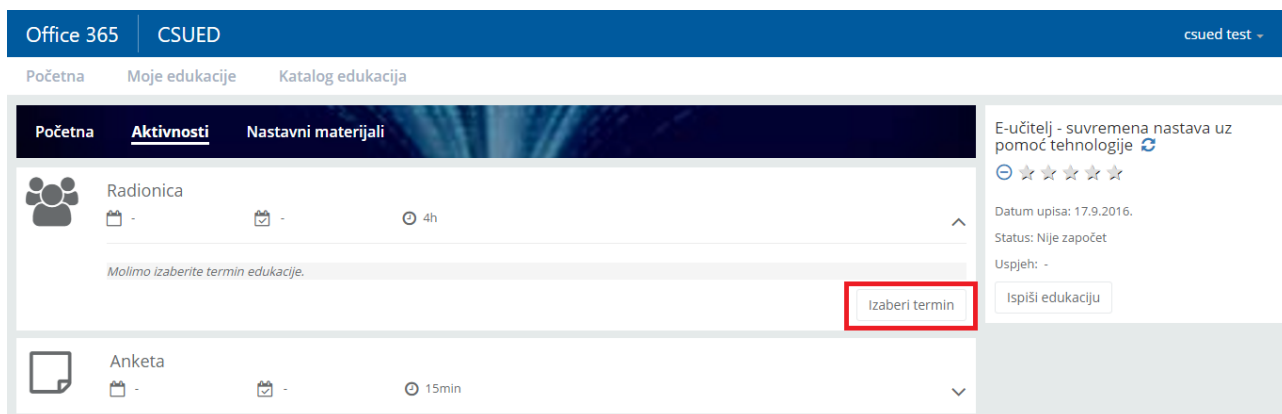 Office 365 CSUED csued test
Početna Moje edukacije Katalog edukacija
Početna Aktivnosti Nastavni materijali
Radionica
- - 4h
Molimo izaberite termin edukacije.
Izaberi termin
Anketa
- - 15min
E-učitelj - suvremena nastava uz
pomoć tehnologije
Datum upisa: 17.9.2016.
Status: Nije započet
Uspjeh: -
Ispiši edukaciju